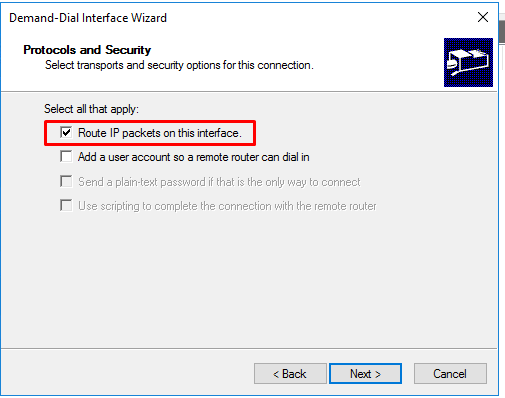 Demand-Dial Interface Wizard
Protocols and Security
Select transports and security options for this connection.
Select all that apply:
Route IP packets on this interface.
Add a user account so a remote router can dial in
Send a plain-text password if that is the only way to connect
Use scripting to complete the connection with the remote router
< Back
Next >
Cancel